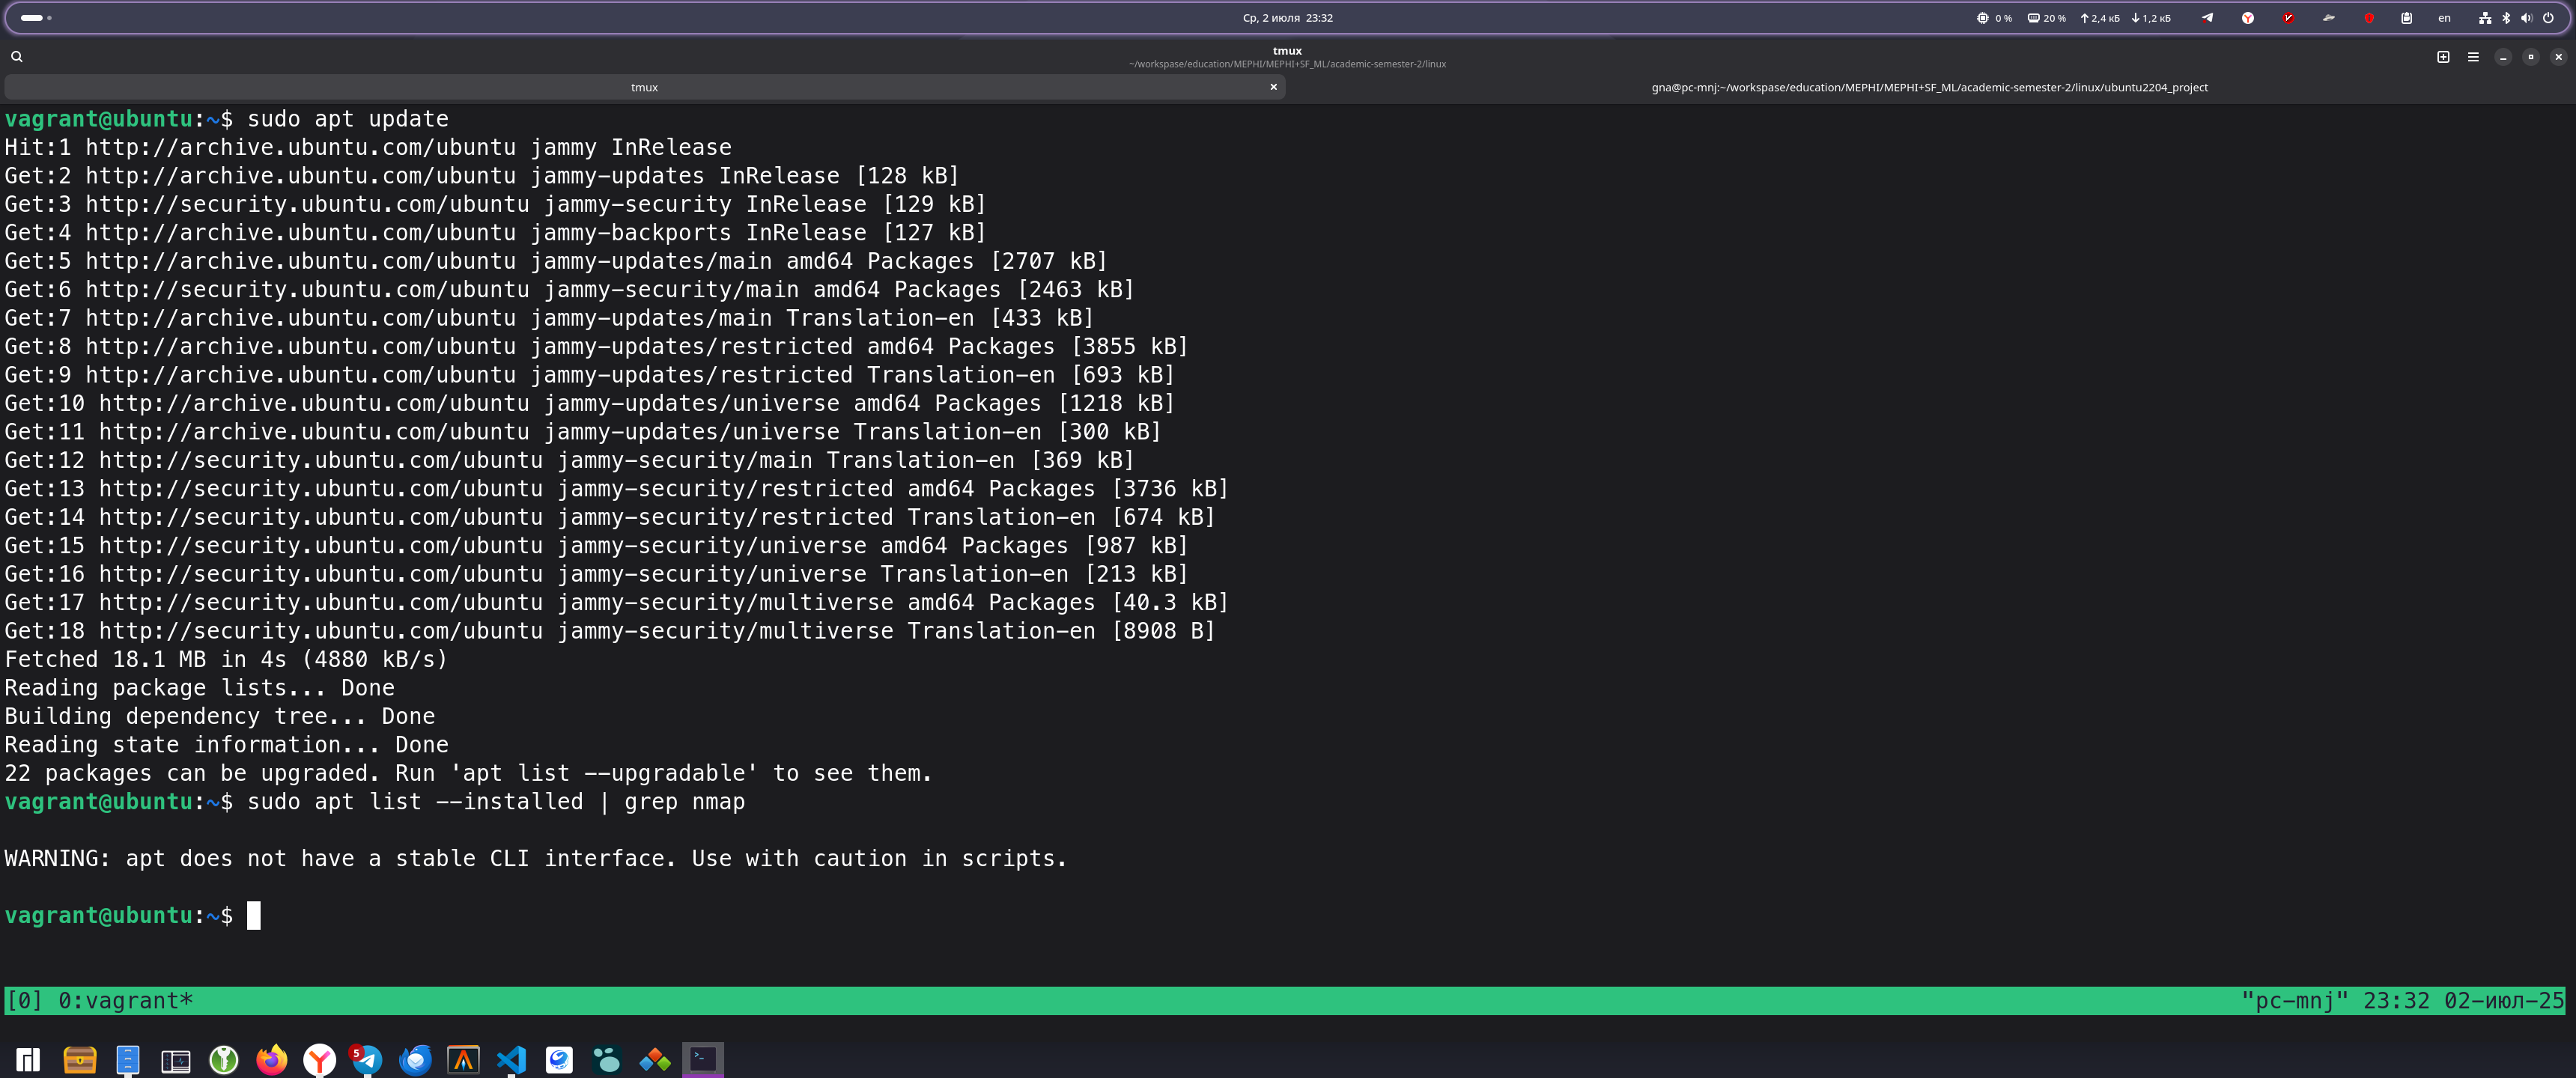 Ср, 2 июля 23:32
0 % 20 % 2,4 кБ 1,2 кБ en
tmux
~/workspase/education/MEPHI/MEPHI+SF_ML/academic-semester-2/linux
tmux
gna@pc-mnj:~/workspase/education/MEPHI/MEPHI+SF_ML/academic-semester-2/linux/ubuntu2204_project
vagrant@ubuntu:~$ sudo apt update
Hit:1 http://archive.ubuntu.com/ubuntu jammy InRelease
Get:2 http://archive.ubuntu.com/ubuntu jammy-updates InRelease [128 kB]
Get:3 http://security.ubuntu.com/ubuntu jammy-security InRelease [129 kB]
Get:4 http://archive.ubuntu.com/ubuntu jammy-backports InRelease [127 kB]
Get:5 http://archive.ubuntu.com/ubuntu jammy-updates/main amd64 Packages [2707 kB]
Get:6 http://security.ubuntu.com/ubuntu jammy-security/main amd64 Packages [2463 kB]
Get:7 http://archive.ubuntu.com/ubuntu jammy-updates/main Translation-en [433 kB]
Get:8 http://archive.ubuntu.com/ubuntu jammy-updates/restricted amd64 Packages [3855 kB]
Get:9 http://archive.ubuntu.com/ubuntu jammy-updates/restricted Translation-en [693 kB]
Get:10 http://archive.ubuntu.com/ubuntu jammy-updates/universe amd64 Packages [1218 kB]
Get:11 http://archive.ubuntu.com/ubuntu jammy-updates/universe Translation-en [300 kB]
Get:12 http://security.ubuntu.com/ubuntu jammy-security/main Translation-en [369 kB]
Get:13 http://security.ubuntu.com/ubuntu jammy-security/restricted amd64 Packages [3736 kB]
Get:14 http://security.ubuntu.com/ubuntu jammy-security/restricted Translation-en [674 kB]
Get:15 http://security.ubuntu.com/ubuntu jammy-security/universe amd64 Packages [987 kB]
Get:16 http://security.ubuntu.com/ubuntu jammy-security/universe Translation-en [213 kB]
Get:17 http://security.ubuntu.com/ubuntu jammy-security/multiverse amd64 Packages [40.3 kB]
Get:18 http://security.ubuntu.com/ubuntu jammy-security/multiverse Translation-en [8908 B]
Fetched 18.1 MB in 4s (4880 kB/s)
Reading package lists... Done
Building dependency tree... Done
Reading state information... Done
22 packages can be upgraded. Run 'apt list --upgradable' to see them.
vagrant@ubuntu:~$ sudo apt list --installed | grep nmap
WARNING: apt does not have a stable CLI interface. Use with caution in scripts.
vagrant@ubuntu:~$
[0] 0:vagrant* "pc-mnj" 23:32 02-июл-25
5